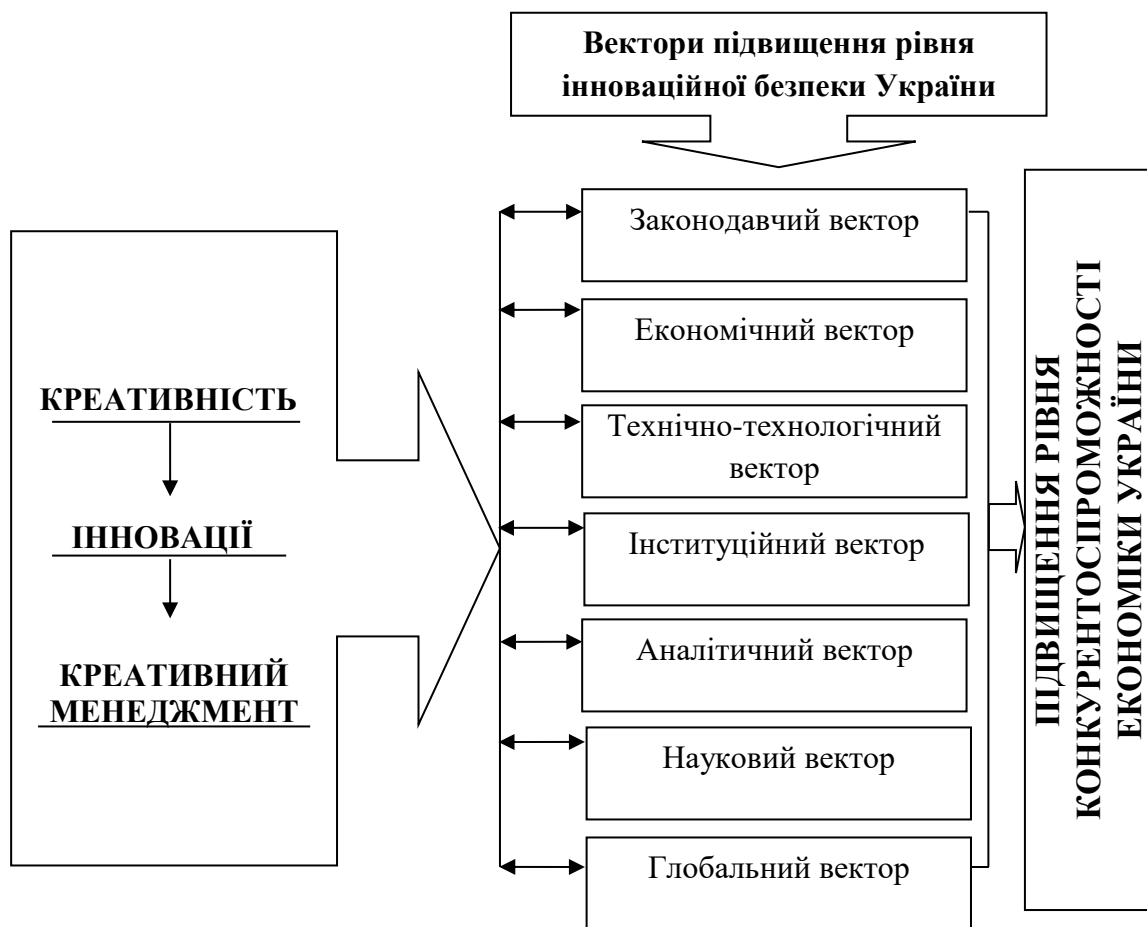 Вектори підвищення рівня
інноваційної безпеки України
КРЕАТИВНІСТЬ
ІННОВАЦІЇ
КРЕАТИВНИЙ
МЕНЕДЖМЕНТ
Законодавчий вектор
Економічний вектор
Технічно-технологічний
вектор
Інституційний вектор
Аналітичний вектор
Науковий вектор
Глобальний вектор
ПІДВИЩЕННЯ РІВНЯ
КОНКУРЕНТОСПРОМОЖНОСТІ
ЕКОНОМІКИ УКРАЇНИ